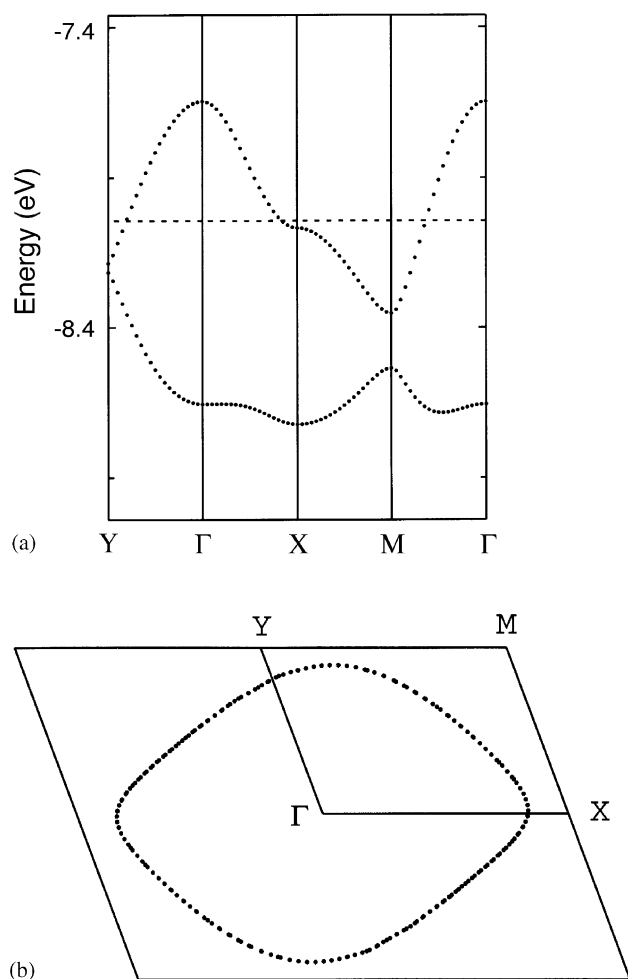 -7.4
Energy (eV)
-8.4
(a)
Y Γ X M Γ
Y M
Γ X
(b)